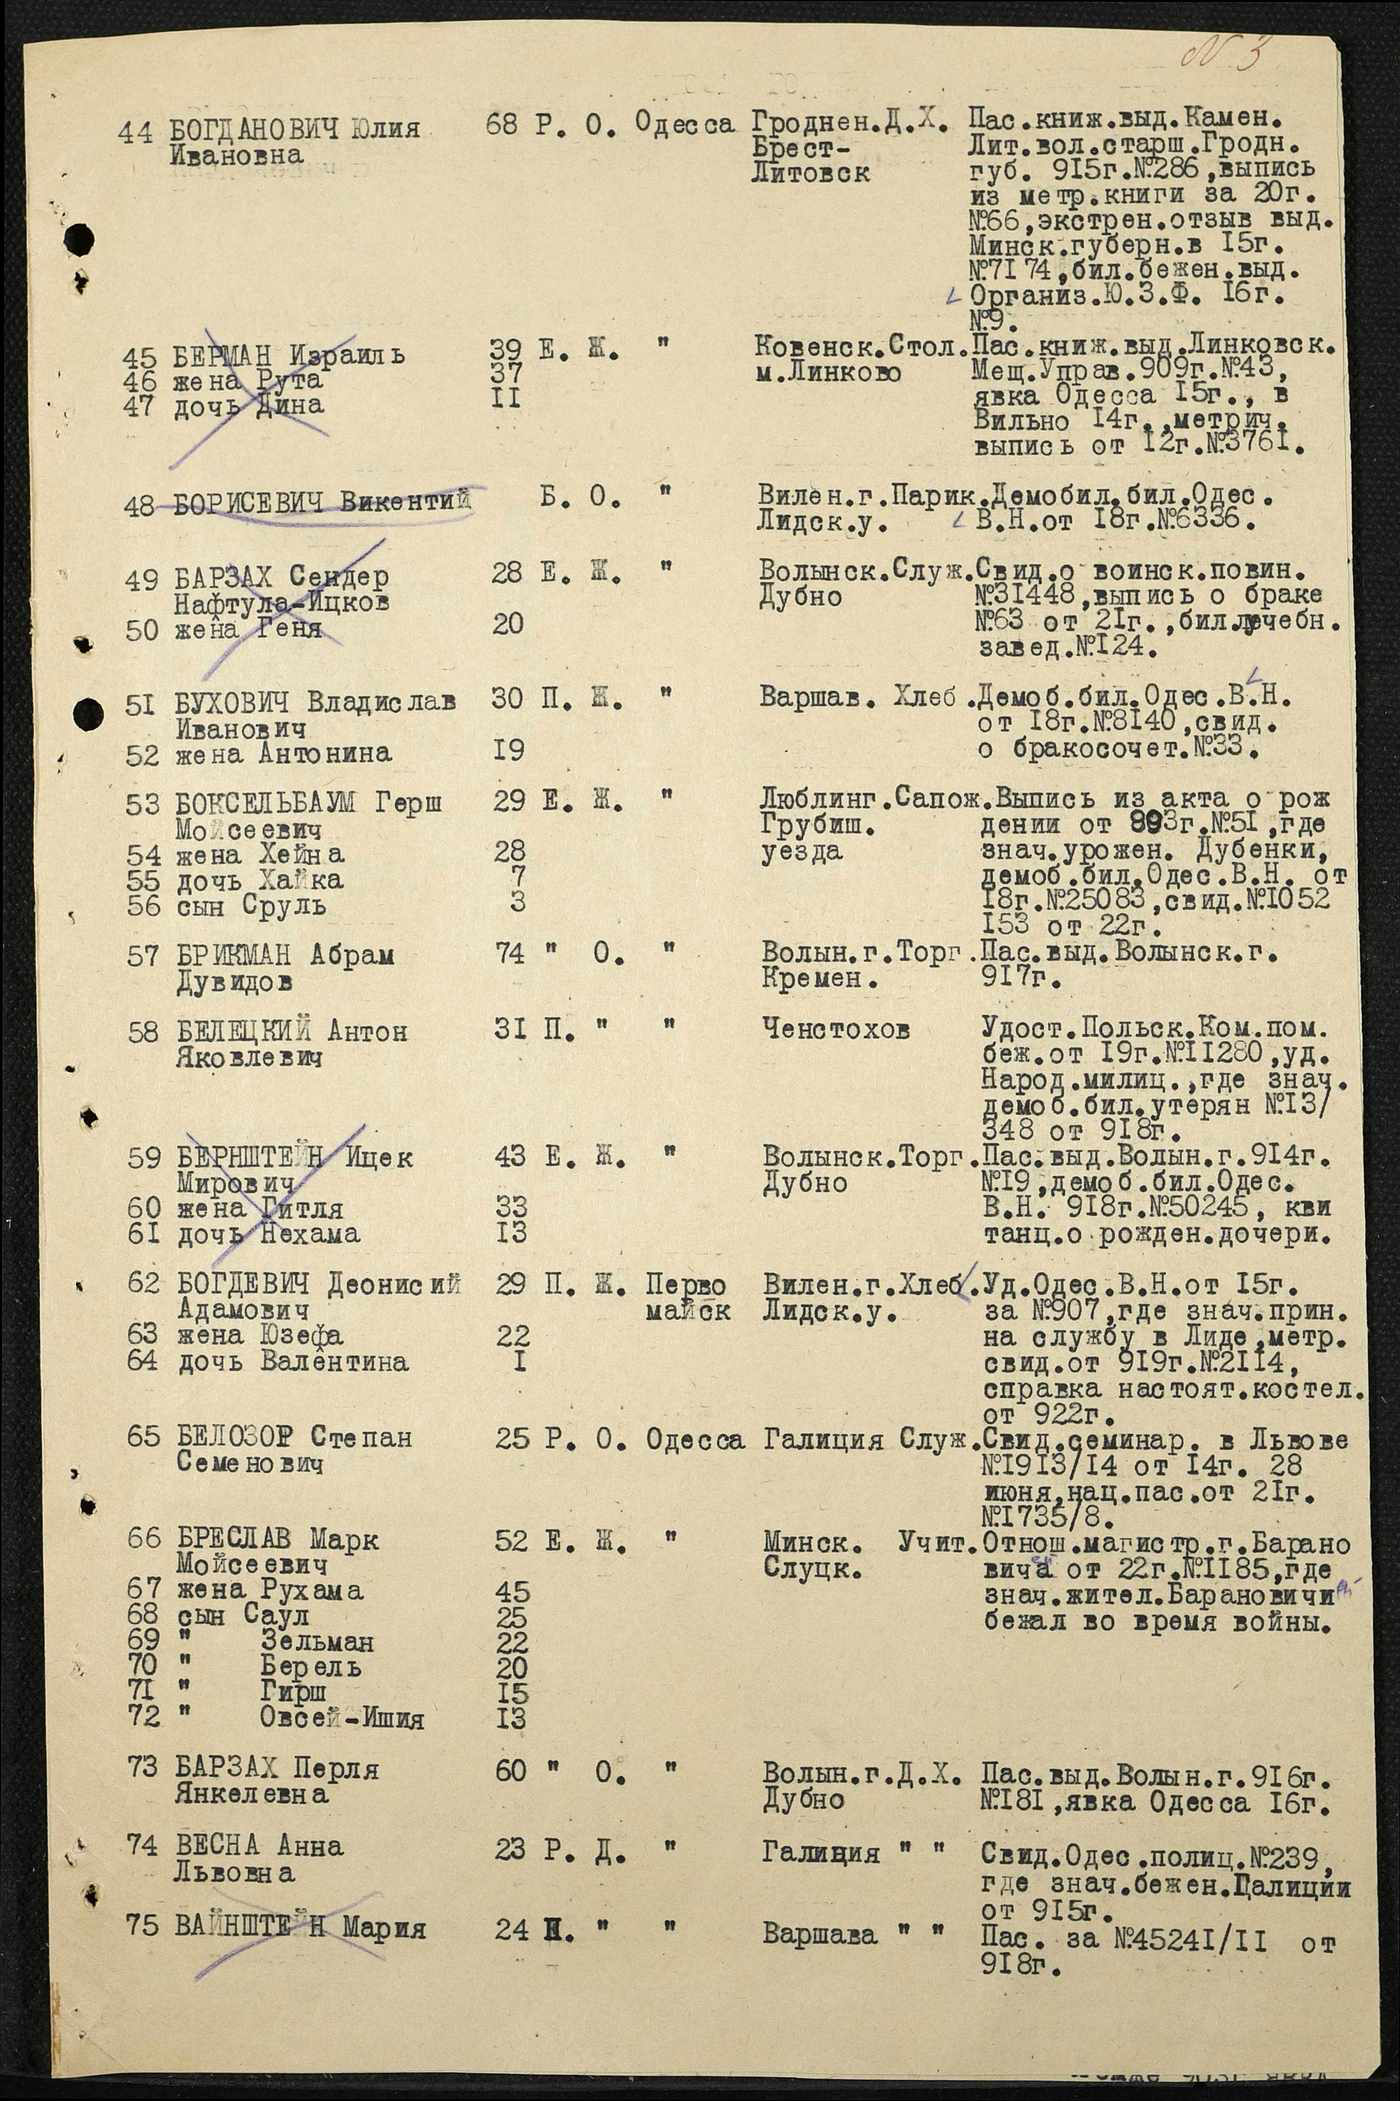 N 3
44 БОГДАНОВИЧ Юлия 68 Р. О. Одесса Гроднен.Д.Х. Пас.книж.выд.Камен.
Ивановна Брест- Лит.вол.старш.Гродн.
Литовск губ. 915г.№286,выпись
из метр.книги за 20г.
№66,экстрен.отзыв выд.
Минск.губерн.в 15г.
№7174,бил.бежен.выд.
Организ.Ю.З.Ф. 16г.
№9.
45 БЕРМАН Израиль 39 Е. Ж. " Ковенск.Стол.Пас.книж.выд.Линковск.
46 жена Рута 37 м.Линково Мещ.Управ.909г.№43,
47 дочь Дина 11 явка Одесса 15г., в
Вильно 14г.,метрич.
выпись от 12г.№3761.
48 БОРИСЕВИЧ Викентий Б. О. " Вилен.г.Парик.Демобил.бил.Одес.
Лидск.у. В.Н.от 18г.№6336.
49 БАРЗАХ Сендер 28 Е. Ж. " Волынск.Служ.Свид.о воинск.повин.
Нафтула-Ицков Дубно №31448,выпись о браке
50 жена Геня 20 №63 от 21г.,бил.лечебн.
завед.№124.
51 БУХОВИЧ Владислав 30 П. Ж. " Варшав. Хлеб.Демоб.бил.Одес.В.Н.
Иванович от 18г.№8140,свид.
52 жена Антонина 19 о бракосочет.№33.
53 БОКСЕЛЬБАУМ Герш 29 Е. Ж. " Люблинг.Сапож.Выпись из акта о рож
Мойсеевич Грубиш. дении от 893г.№51,где
54 жена Хейна 28 уезда знач.урожен. Дубенки,
55 дочь Хайка 7 демоб.бил.Одес.В.Н. от
56 сын Сруль 3 18г.№25083,свид.№1052
153 от 22г.
57 БРИКМАН Абрам 74 " О. " Волын.г.Торг.Пас.выд.Волынск.г.
Дувидов Кремен. 917г.
58 БЕЛЕЦКИЙ Антон 31 П. " " Ченстохов Удост.Польск.Ком.пом.
Яковлевич беж.от 19г.№11280,уд.
Народ.милиц.,где знач.
демоб.бил.утерян №13/
348 от 918г.
59 БЕРНШТЕЙН Ицек 43 Е. Ж. " Волынск.Торг.Пас.выд.Волын.г.914г.
Мирович Дубно №19,демоб.бил.Одес.
60 жена Гитля 33 В.Н. 918г.№50245, кви
61 дочь Нехама 13 танц.о рожден.дочери.
62 БОГДЕВИЧ Деонисий 29 П. Ж. Перво Вилен.г.Хлеб.Уд.Одес.В.Н.от 15г.
Адамович майск Лидск.у. за №907,где знач.прин.
63 жена Юзефа 22 на службу в Лиде,метр.
64 дочь Валентина 1 свид.от 919г.№2114,
справка настоят.костел.
от 922г.
65 БЕЛОЗОР Степан 25 Р. О. Одесса Галиция Служ.Свид.семинар. в Львове
Семенович №1913/14 от 14г. 28
июня,нац.пас.от 21г.
№1735/8.
66 БРЕСЛАВ Марк 52 Е. Ж. " Минск. Учит.Отнош.магистр.г.Барано
Мойсеевич Слуцк. вича от 22г.№1185,где
67 жена Рухама 45 знач.жител.Барановичи
68 сын Саул 25 бежал во время войны.
69 " Зельман 22
70 " Берель 20
71 " Гирш 15
72 " Овсей-Ишия 13
73 БАРЗАХ Перля 60 " О. " Волын.г.Д.Х. Пас.выд.Волын.г.916г.
Янкелевна Дубно №181,явка Одесса 16г.
74 ВЕСНА Анна 23 Р. Д. " Галиция " " Свид.Одес.полиц.№239,
Львовна где знач.бежен.Галиции
от 915г.
75 ВАЙНШТЕЙН Мария 24 П. " " Варшава " " Пас. за №45241/11 от
918г.